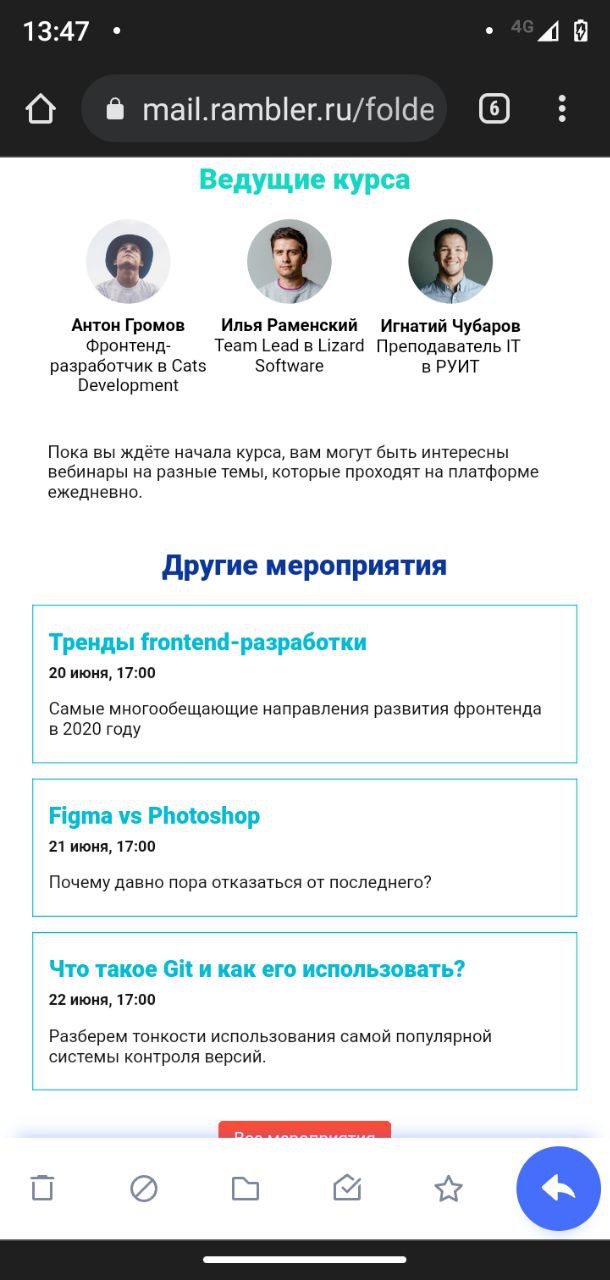 13:47
4G
mail.rambler.ru/folde
6
Ведущие курса
Антон Громов
Фронтенд-
разработчик в Cats
Development
Илья Раменский
Team Lead в Lizard
Software
Игнатий Чубаров
Преподаватель IT
в РУИТ
Пока вы ждёте начала курса, вам могут быть интересны
вебинары на разные темы, которые проходят на платформе
ежедневно.
Другие мероприятия
Тренды frontend-разработки
20 июня, 17:00
Самые многообещающие направления развития фронтенда
в 2020 году
Figma vs Photoshop
21 июня, 17:00
Почему давно пора отказаться от последнего?
Что такое Git и как его использовать?
22 июня, 17:00
Разберем тонкости использования самой популярной
системы контроля версий.
Все мероприятия